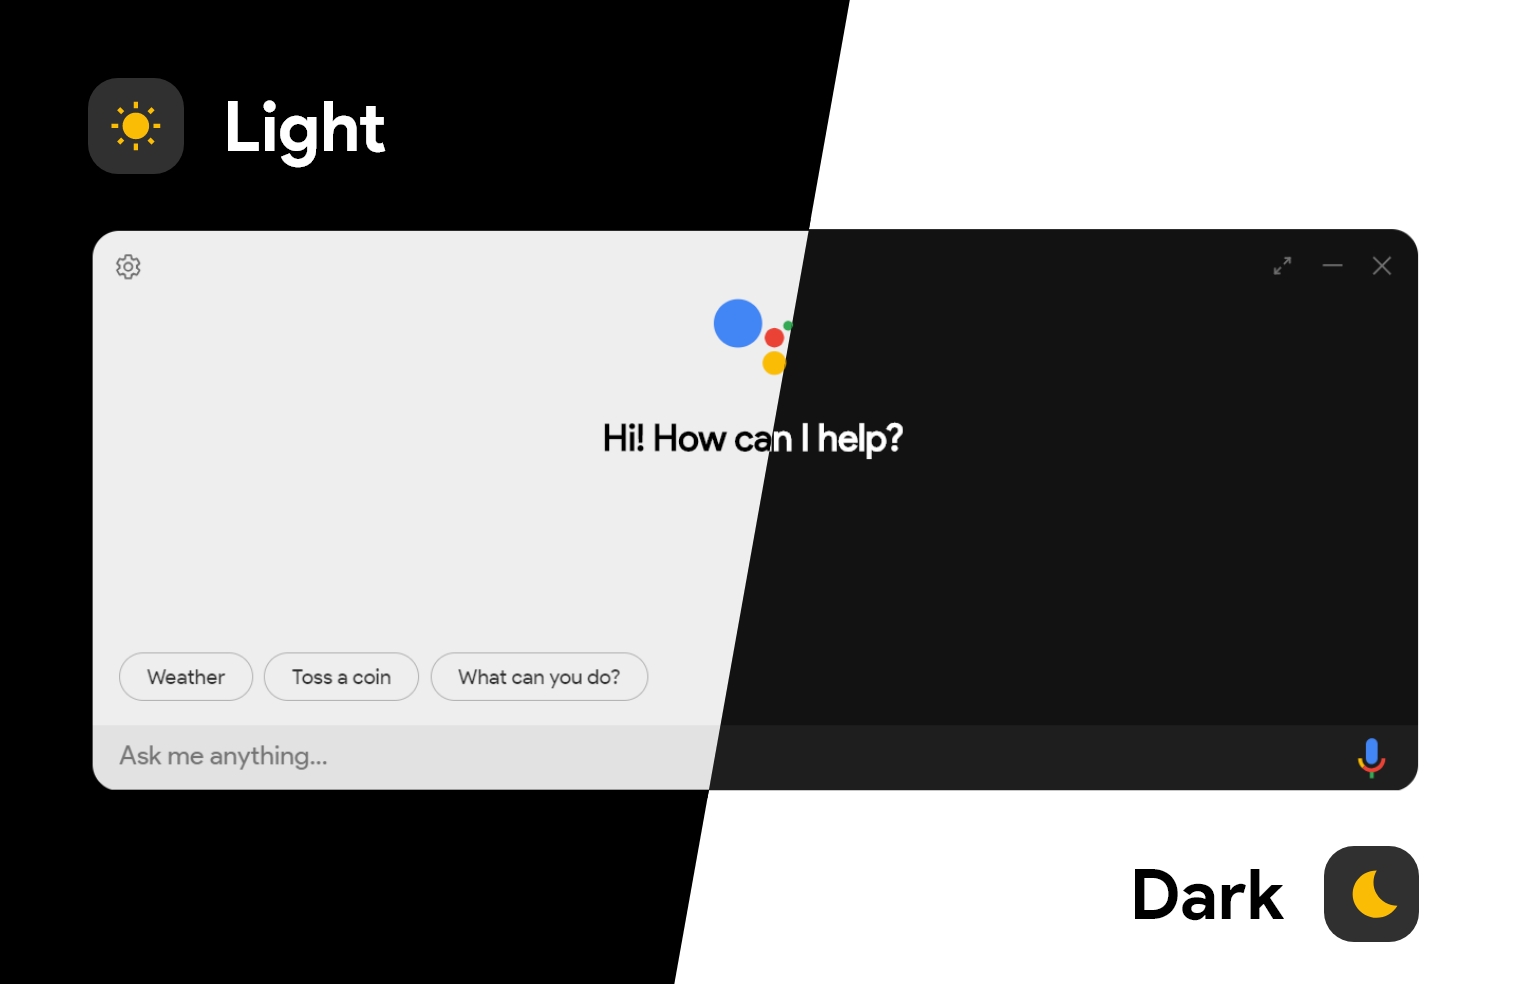 Light
Hi! How can I help?
Weather
Toss a coin
What can you do?
Ask me anything...
Dark